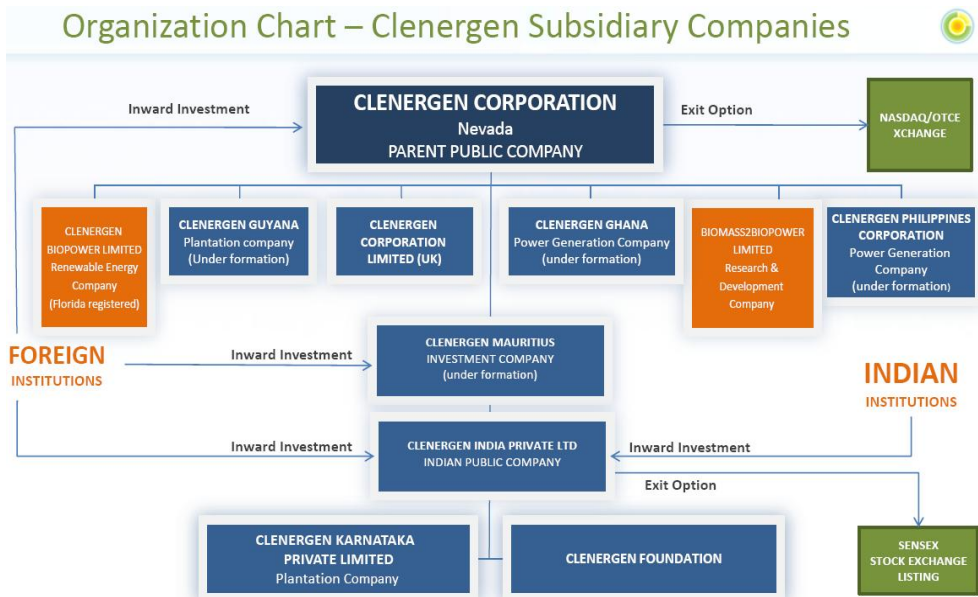 Organization Chart – Clenergen Subsidiary Companies
Inward Investment
CLENERGEN CORPORATION
Nevada
PARENT PUBLIC COMPANY
Exit Option
NASDAQ/OTCE
XCHANGE
CLENERGEN
BIOPOWER LIMITED
Renewable Energy
Company
(Florida registered)
CLENERGEN GUYANA
Plantation company
(Under formation)
CLENERGEN
CORPORATION
LIMITED (UK)
CLENERGEN GHANA
Power Generation Company
(under formation)
BIOMASS2BIOPOWER
LIMITED
Research &
Development
Company
CLENERGEN PHILIPPINES
CORPORATION
Power Generation
Company
(under formation)
FOREIGN
INSTITUTIONS
Inward Investment
CLENERGEN MAURITIUS
INVESTMENT COMPANY
(under formation)
INDIAN
INSTITUTIONS
Inward Investment
CLENERGEN INDIA PRIVATE LTD
INDIAN PUBLIC COMPANY
Inward Investment
Exit Option
CLENERGEN KARNATAKA
PRIVATE LIMITED
Plantation Company
CLENERGEN FOUNDATION
SENSEX
STOCK EXCHANGE
LISTING